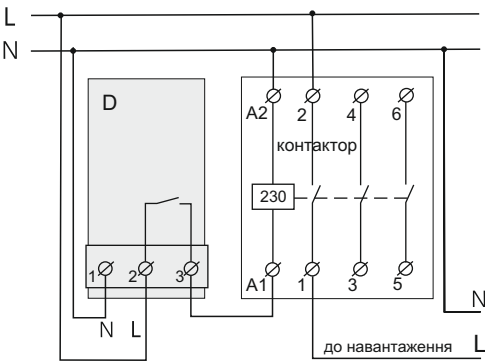 L
N
D
A2 2 4 6
контактор
230
1 2 3
A1 1 3 5
N L
N
до навантаження L